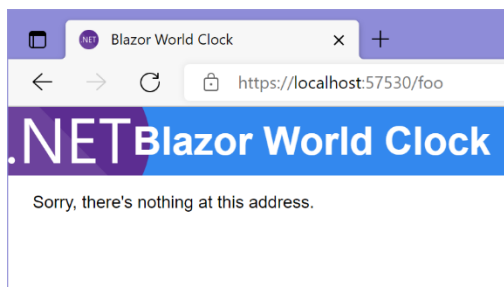 .NET Blazor World Clock
https://localhost:57530/foo
.NET Blazor World Clock
Sorry, there's nothing at this address.